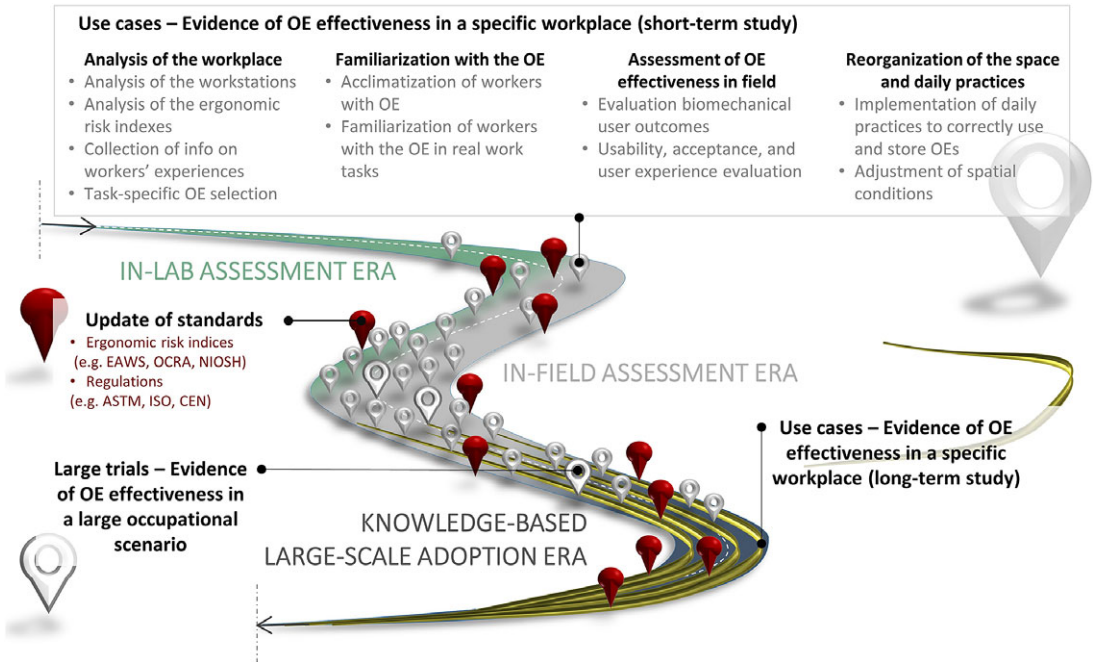 Use cases – Evidence of OE effectiveness in a specific workplace (short-term study)
Analysis of the workplace
• Analysis of the workstations
• Analysis of the ergonomic
risk indexes
• Collection of info on
workers' experiences
• Task-specific OE selection
Familiarization with the OE
• Acclimatization of workers
with OE
• Familiarization of workers
with the OE in real work
tasks
Assessment of OE
effectiveness in field
• Evaluation biomechanical
user outcomes
• Usability, acceptance, and
user experience evaluation
Reorganization of the space
and daily practices
• Implementation of daily
practices to correctly use
and store OEs
• Adjustment of spatial
conditions
IN-LAB ASSESSMENT ERA
Update of standards
• Ergonomic risk indices
(e.g. EAWS, OCRA, NIOSH)
• Regulations
(e.g. ASTM, ISO, CEN)
IN-FIELD ASSESSMENT ERA
Use cases – Evidence of OE
effectiveness in a specific
workplace (long-term study)
Large trials – Evidence
of OE effectiveness in
a large occupational
scenario
KNOWLEDGE-BASED
LARGE-SCALE ADOPTION ERA